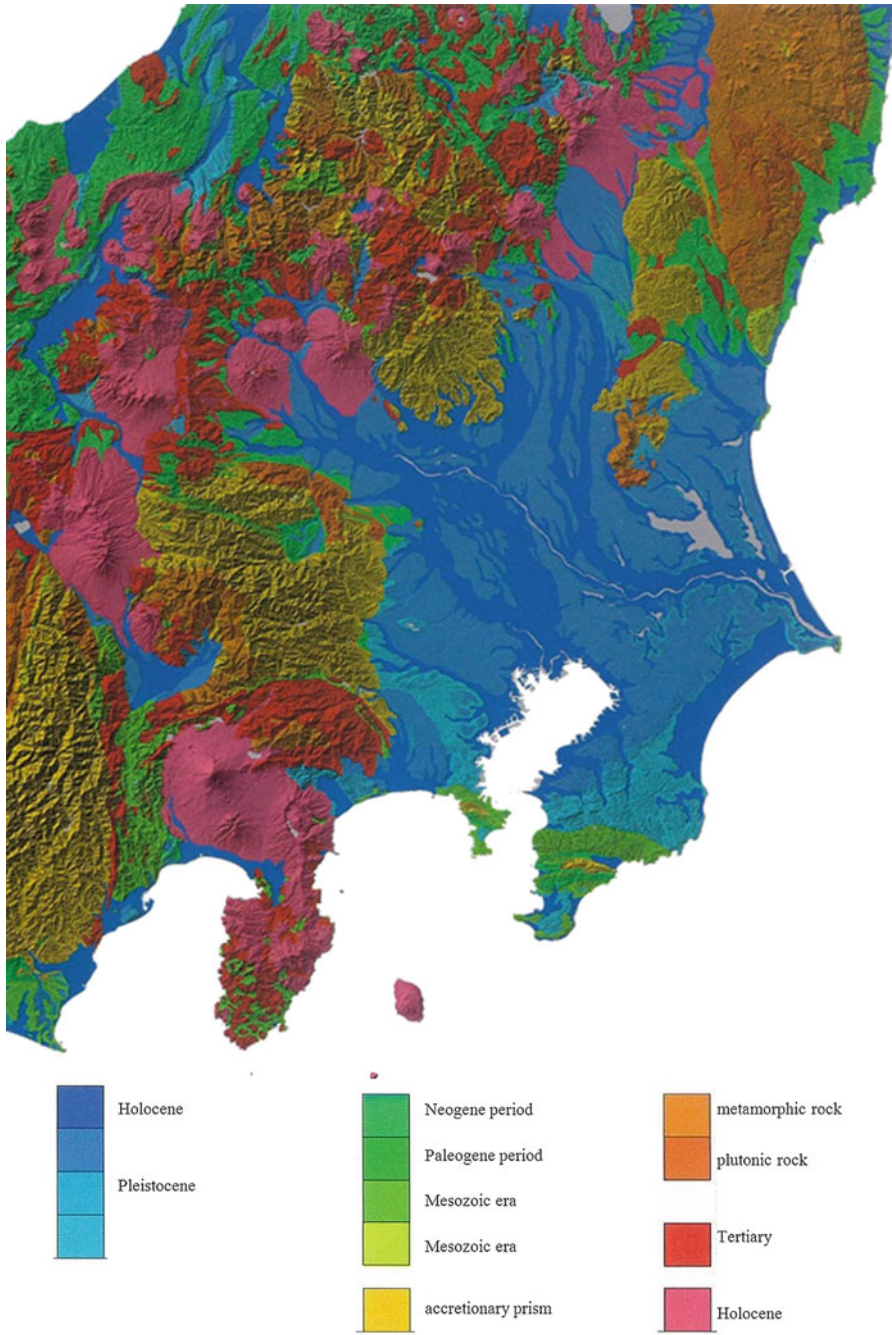 Holocene
Pleistocene
Neogene period
Paleogene period
Mesozoic era
Mesozoic era
accretionary prism
metamorphic rock
plutonic rock
Tertiary
Holocene